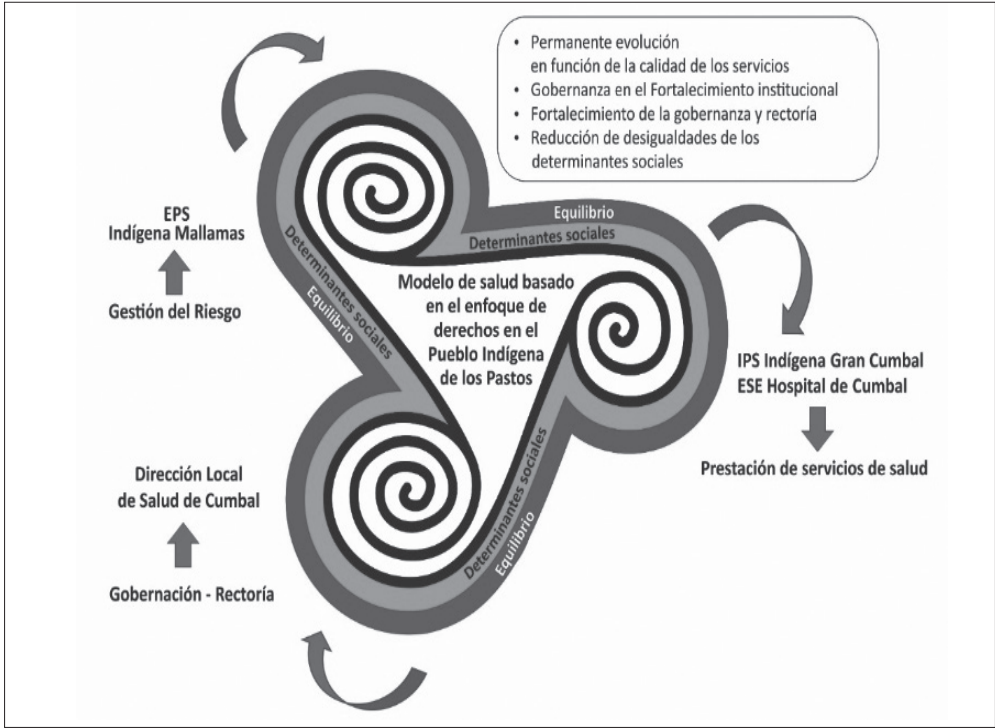 • Permanente evolución
en función de la calidad de los servicios
• Gobernanza en el Fortalecimiento institucional
• Fortalecimiento de la gobernanza y rectoría
• Reducción de desigualdades de los
determinantes sociales
EPS
Indígena Mallamas
Gestión del Riesgo
Determinantes sociales
Equilibrio
Equilibrio
Determinantes sociales
Modelo de salud basado
en el enfoque de
derechos en el
Pueblo Indígena
de los Pastos
IPS Indígena Gran Cumbal
ESE Hospital de Cumbal
Prestación de servicios de salud
Dirección Local
de Salud de Cumbal
Gobernación - Rectoría
Determinantes sociales
Equilibrio